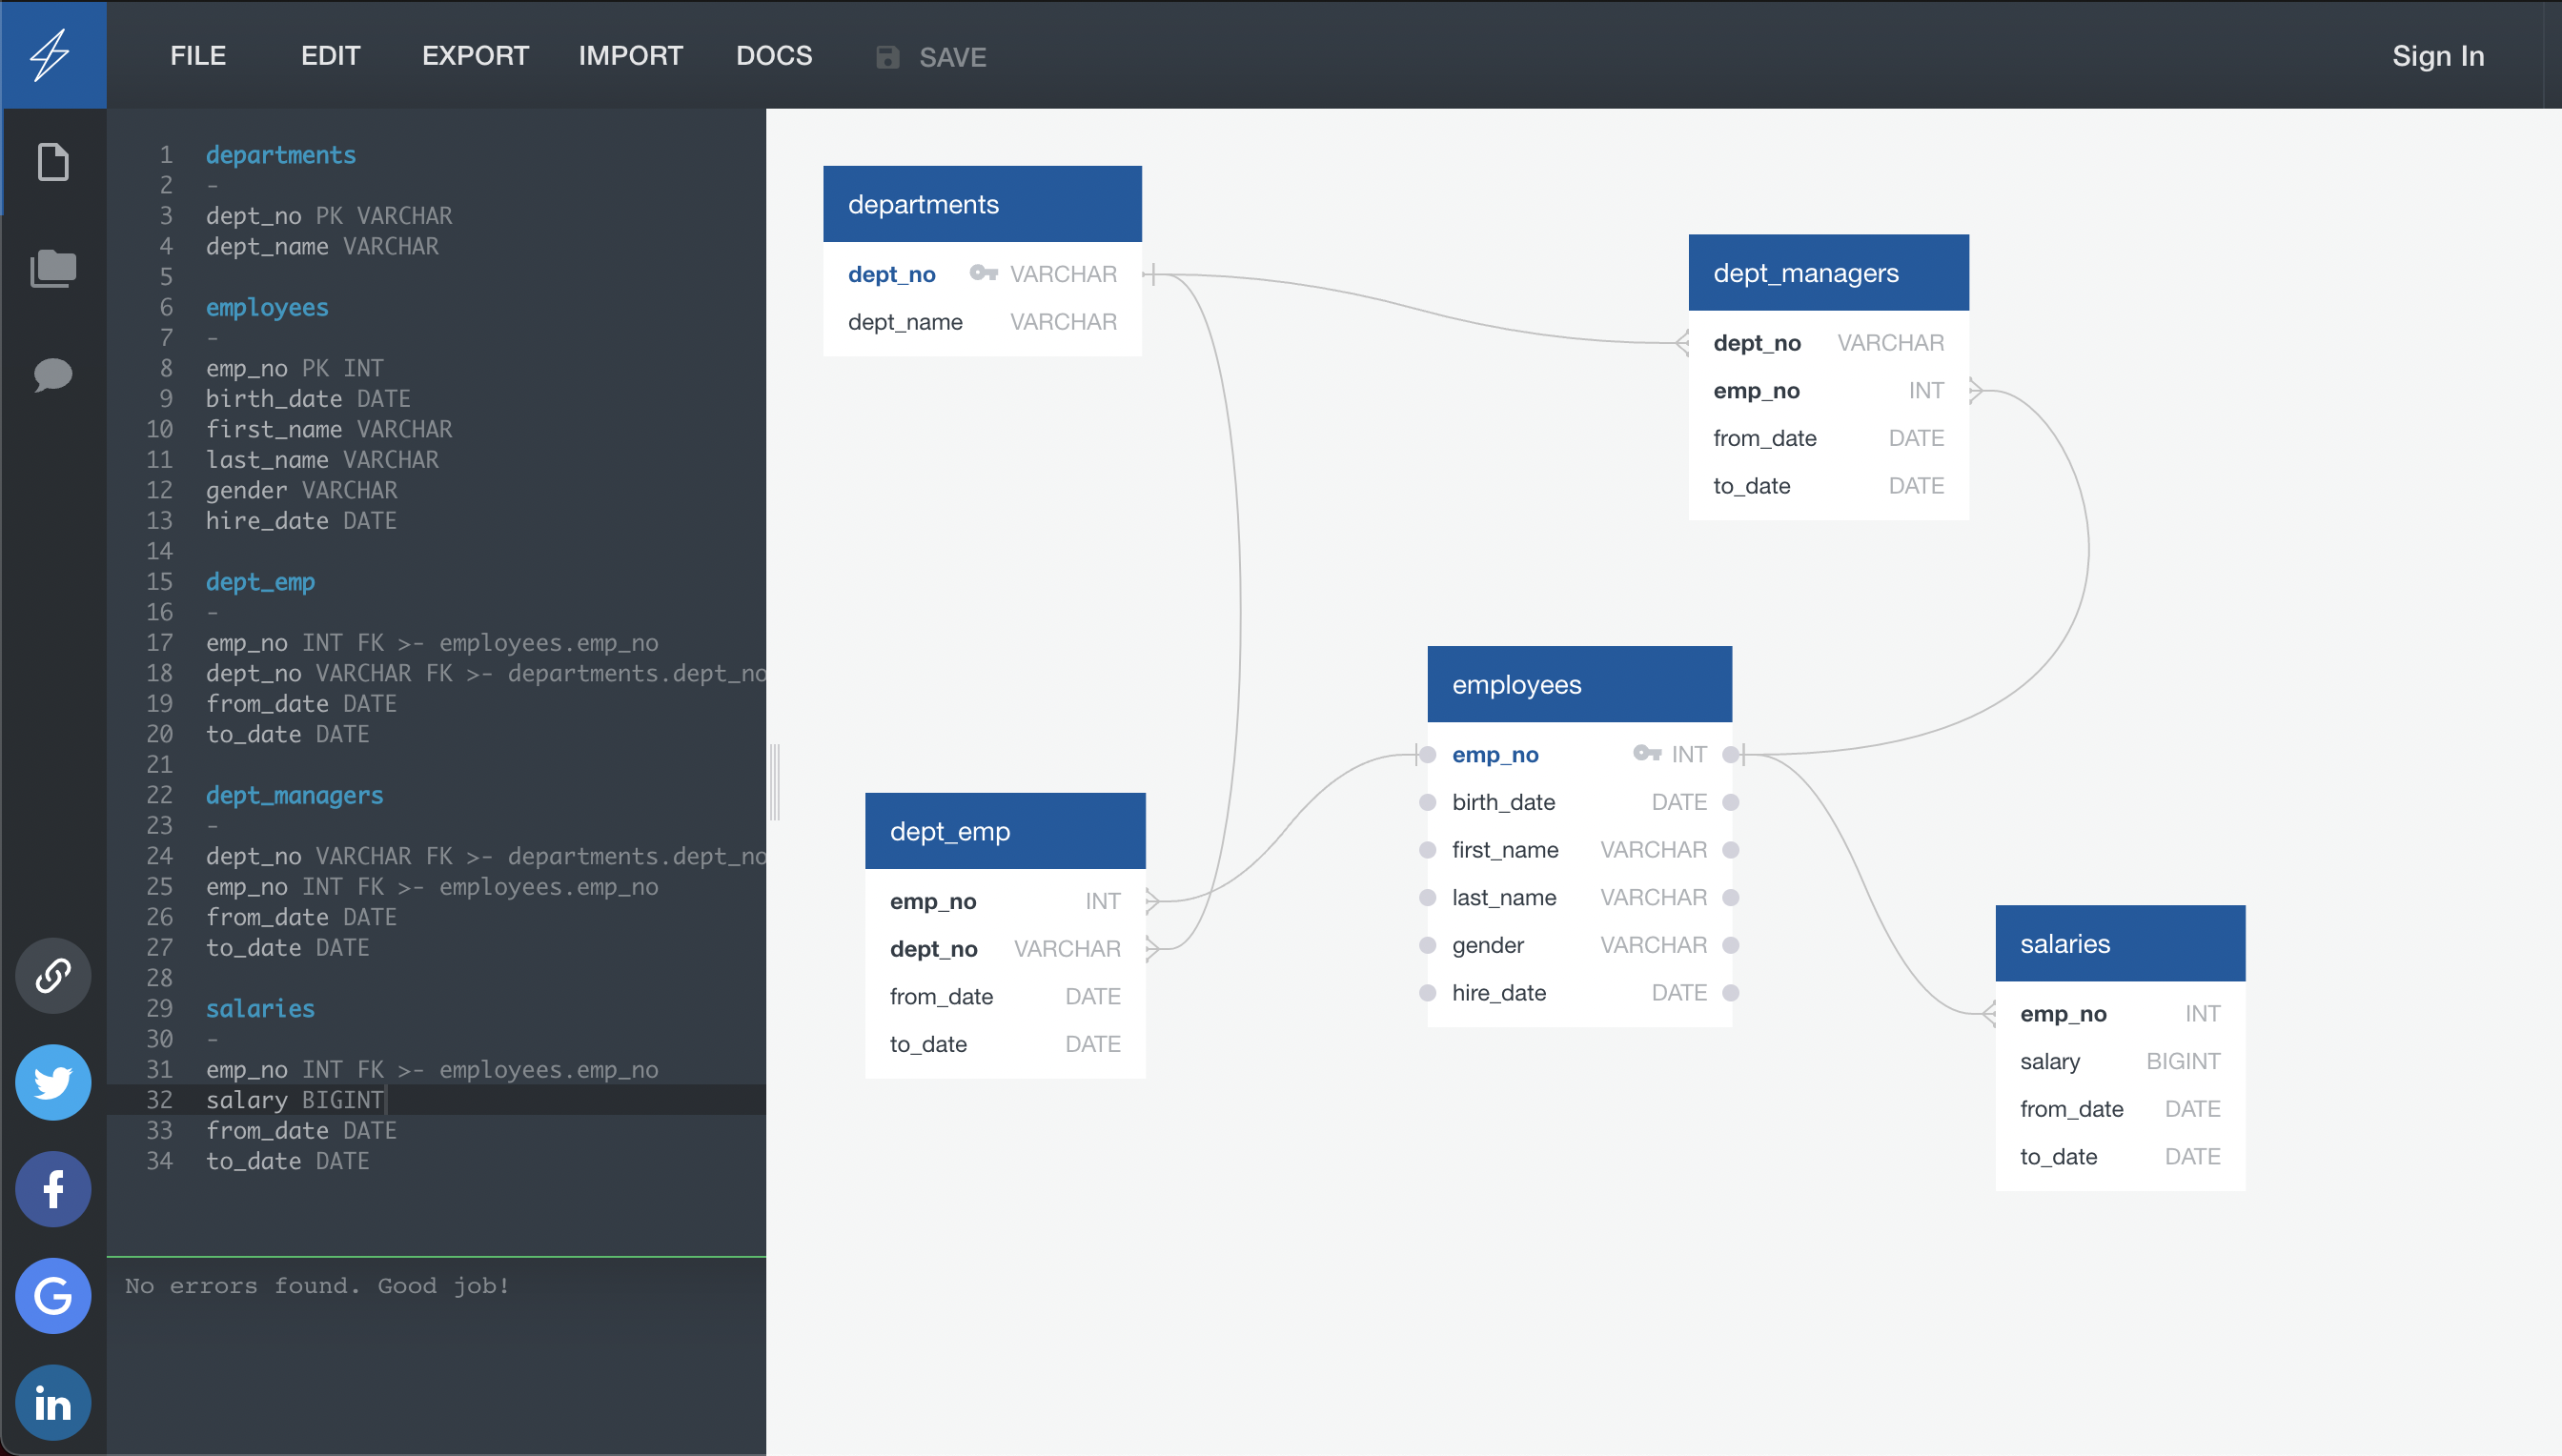 FILE EDIT EXPORT IMPORT DOCS SAVE Sign In
1 departments
2 -
3 dept_no PK VARCHAR
4 dept_name VARCHAR
5
6 employees
7 -
8 emp_no PK INT
9 birth_date DATE
10 first_name VARCHAR
11 last_name VARCHAR
12 gender VARCHAR
13 hire_date DATE
14
15 dept_emp
16 -
17 emp_no INT FK >- employees.emp_no
18 dept_no VARCHAR FK >- departments.dept_no
19 from_date DATE
20 to_date DATE
21
22 dept_managers
23 -
24 dept_no VARCHAR FK >- departments.dept_no
25 emp_no INT FK >- employees.emp_no
26 from_date DATE
27 to_date DATE
28
29 salaries
30 -
31 emp_no INT FK >- employees.emp_no
32 salary BIGINT
33 from_date DATE
34 to_date DATE
No errors found. Good job!
departments
dept_no VARCHAR
dept_name VARCHAR
dept_managers
dept_no VARCHAR
emp_no INT
from_date DATE
to_date DATE
employees
emp_no INT
birth_date DATE
first_name VARCHAR
last_name VARCHAR
gender VARCHAR
hire_date DATE
dept_emp
emp_no INT
dept_no VARCHAR
from_date DATE
to_date DATE
salaries
emp_no INT
salary BIGINT
from_date DATE
to_date DATE
f
G
in